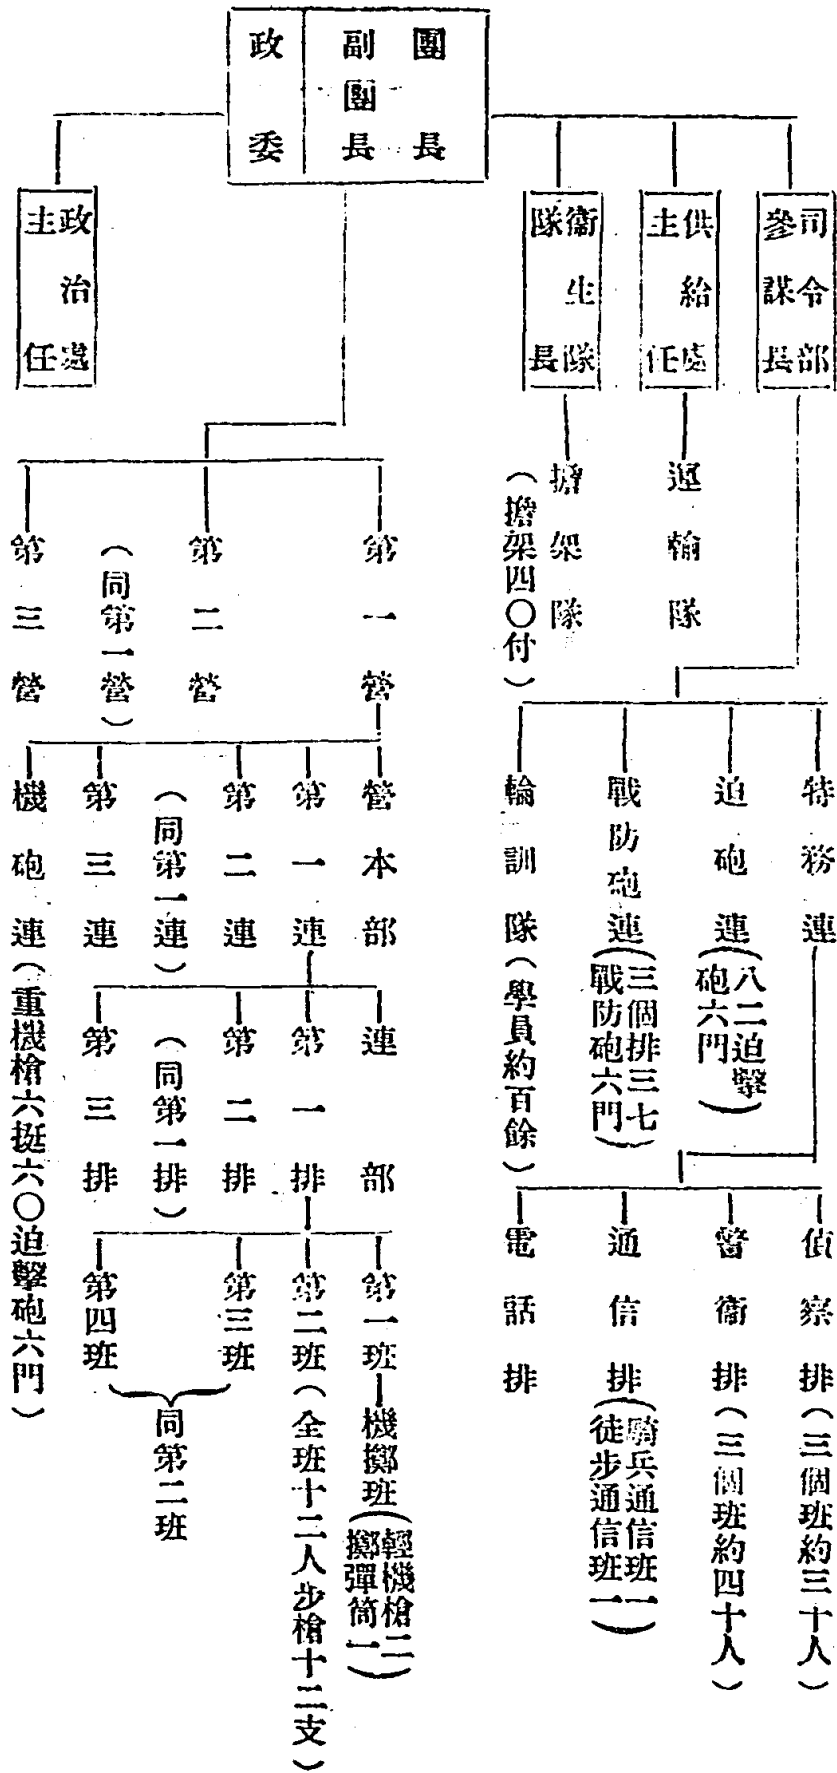 團長
副團長
政委
司令部
參謀長
供給處
主任
衞生隊
隊長
政治處
主任
運輸隊
擔架隊
(擔架四〇付)
特務連
迫砲連(八二迫擊砲六門)
戰防砲連(三個排三七戰防砲六門)
輪訓隊(學員約百餘)
偵察排(三個班約三十人)
警衞排(三個班約四十人)
通信排(騎兵通信班一徒步通信班一)
電話排
第一營
第二營
(同第一營)
第三營
營本部
第一連
第二連
(同第一連)
第三連
機砲連(重機槍六挺六〇迫擊砲六門)
連部
第一排
第二排
(同第一排)
第三排
第一班
機擲班(輕機槍二擲彈筒一)
第二班(全班十二人步槍十二支)
第三班
第四班
同第二班